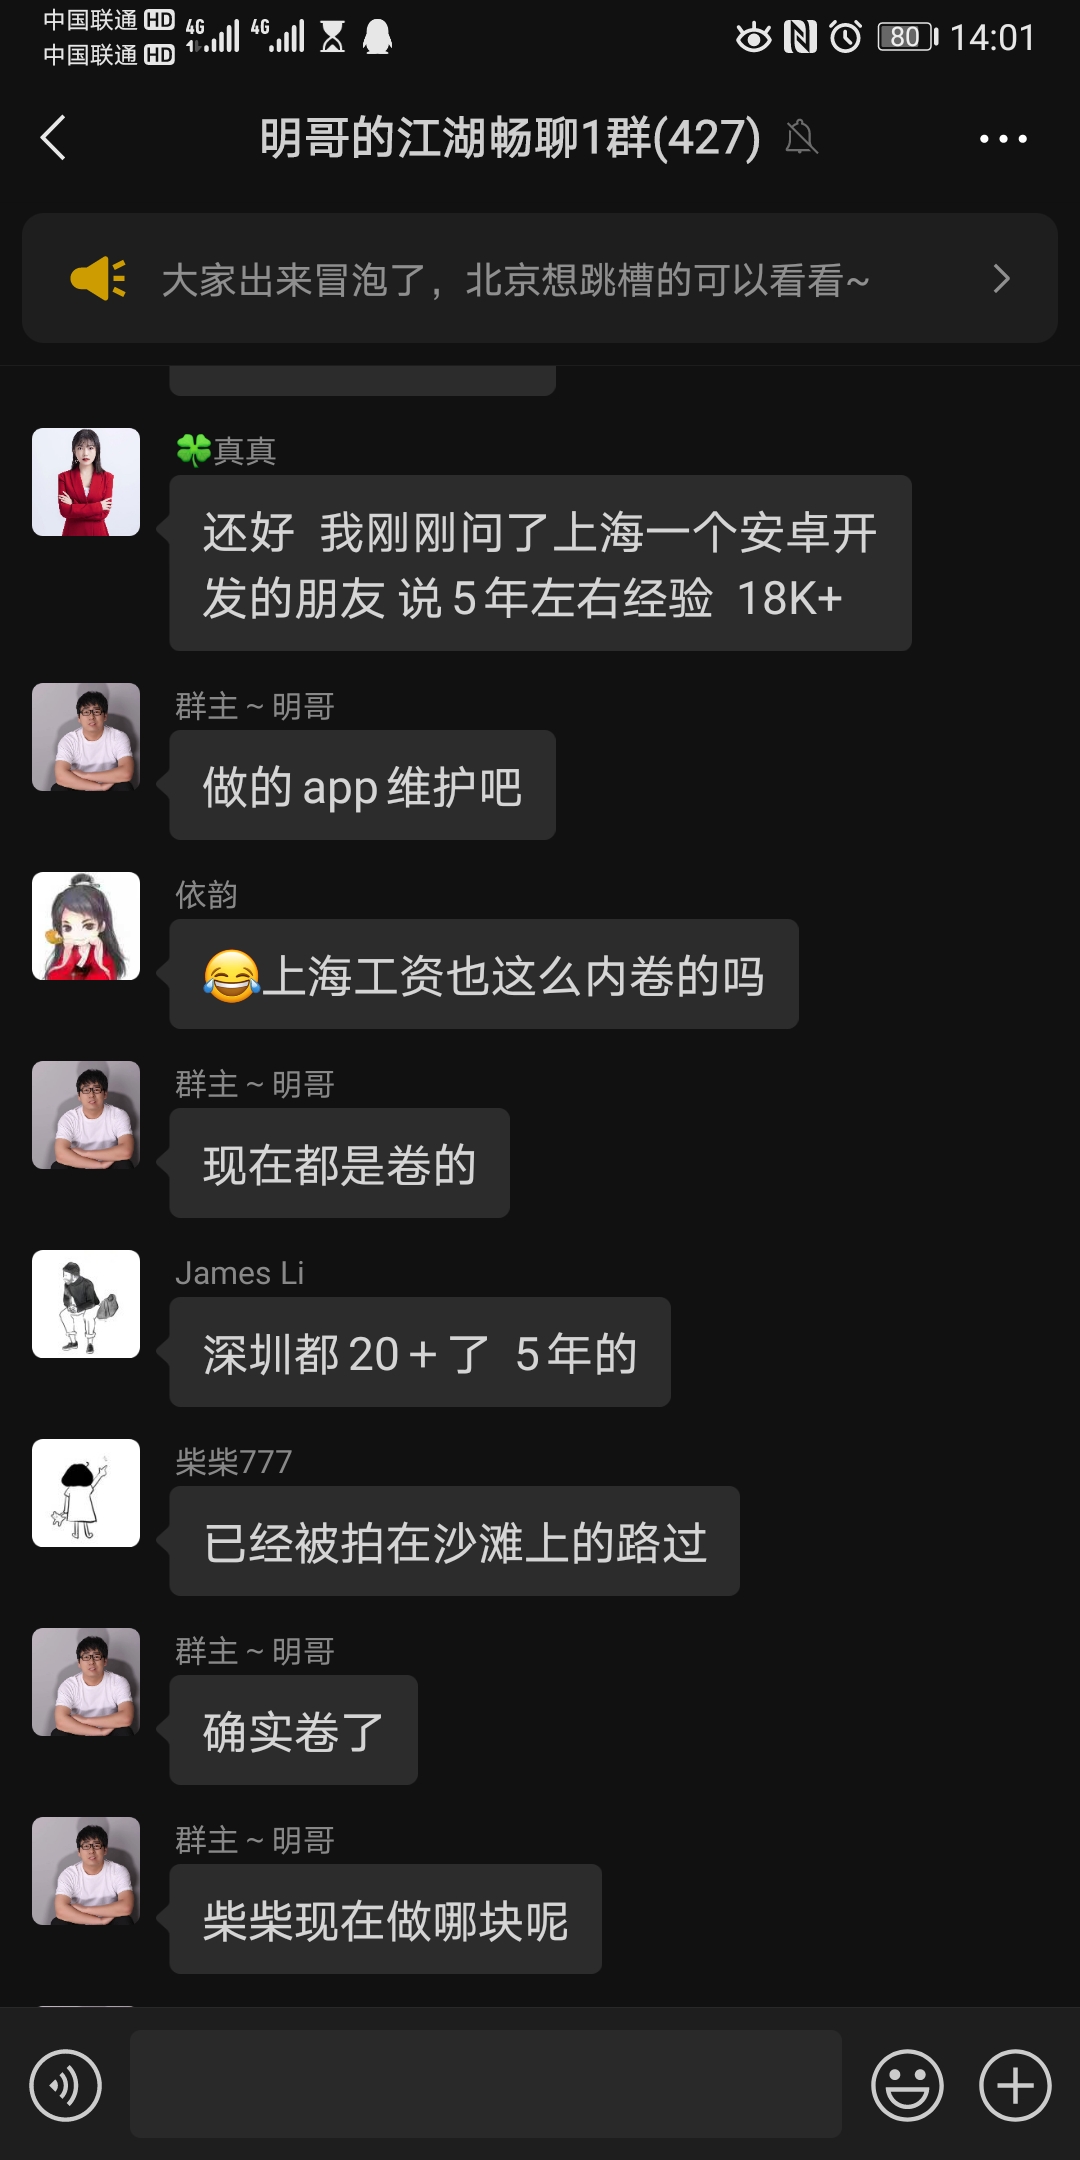 中国联通 HD 4G 4G 80 14:01
中国联通 HD
明哥的江湖畅聊1群(427)
大家出来冒泡了，北京想跳槽的可以看看~
🍀真真
还好 我刚刚问了上海一个安卓开
发的朋友 说5年左右经验 18K+
群主～明哥
做的app维护吧
依韵
😂上海工资也这么内卷的吗
群主～明哥
现在都是卷的
James Li
深圳都20＋了 5年的
柴柴777
已经被拍在沙滩上的路过
群主～明哥
确实卷了
群主～明哥
柴柴现在做哪块呢